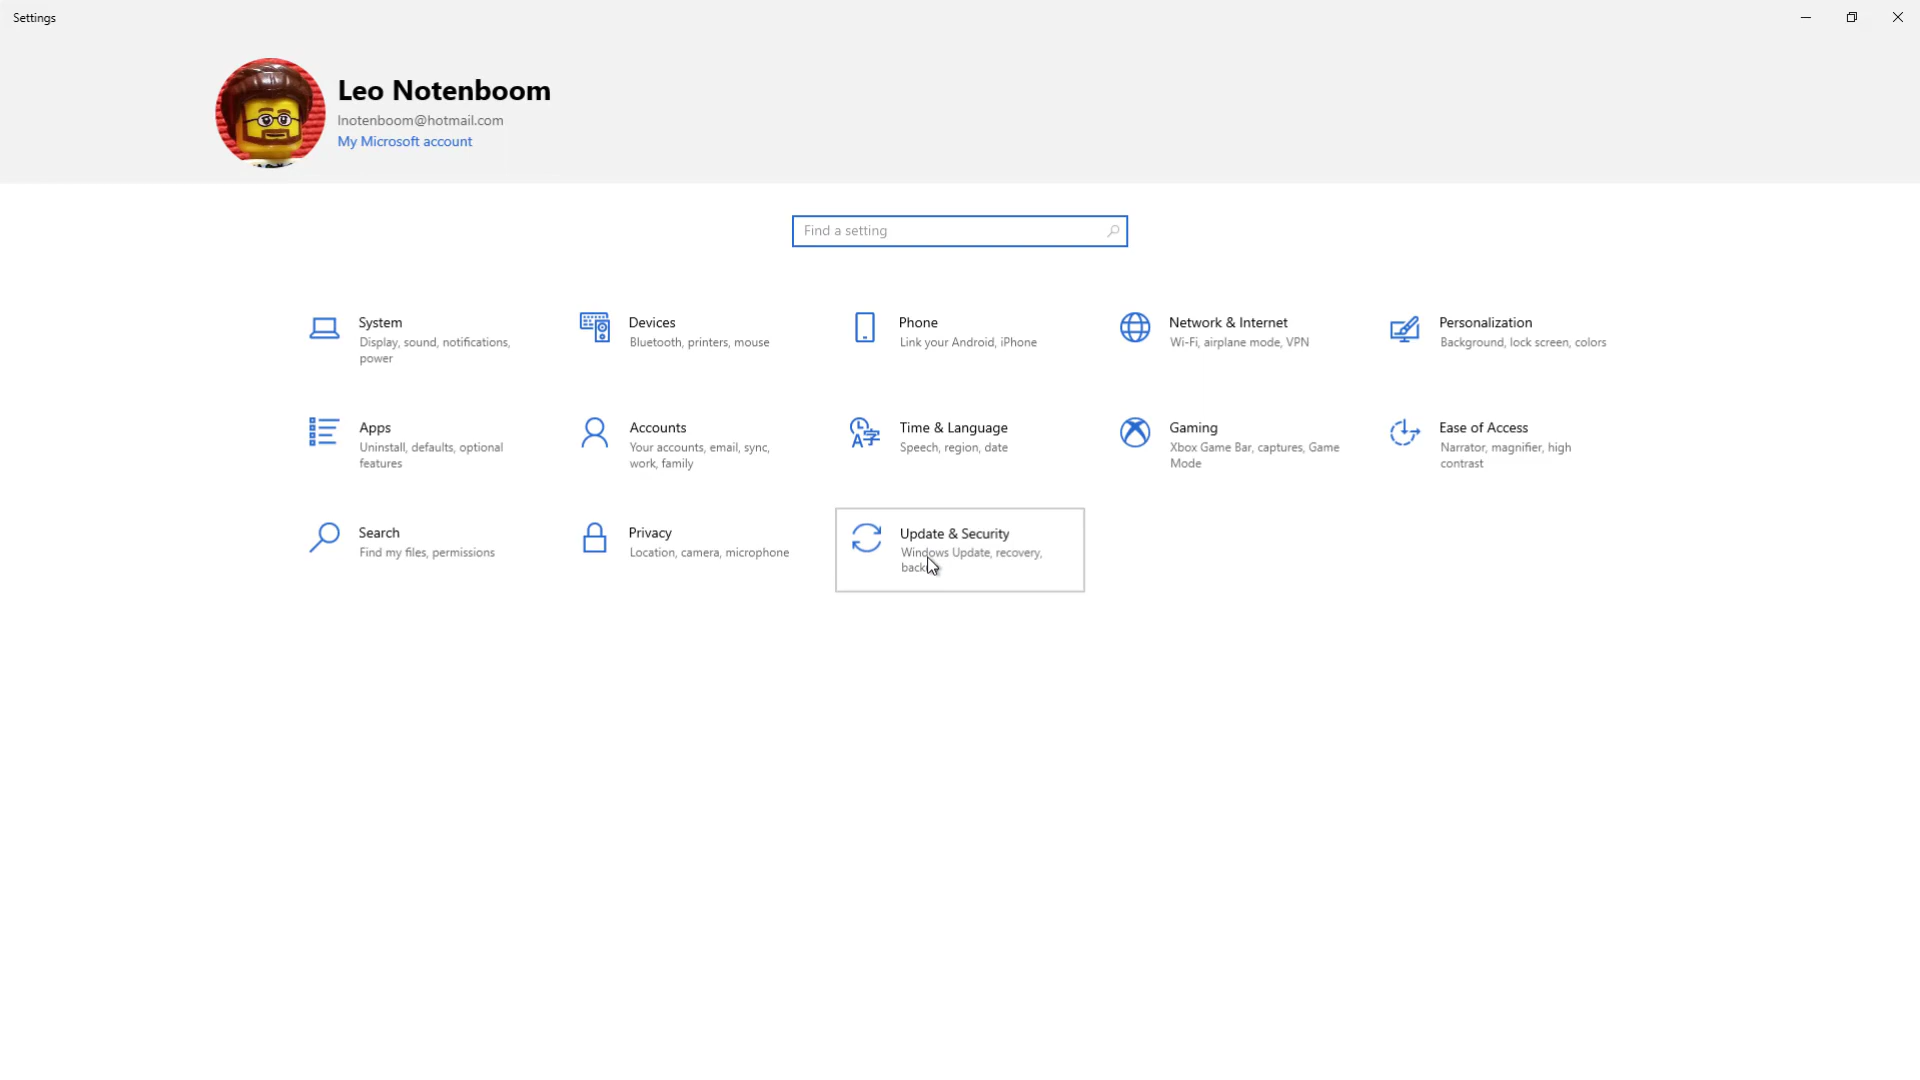 Settings
Leo Notenboom
lnotenboom@hotmail.com
My Microsoft account
Find a setting
System
Display, sound, notifications,
power
Devices
Bluetooth, printers, mouse
Phone
Link your Android, iPhone
Network & Internet
Wi-Fi, airplane mode, VPN
Personalization
Background, lock screen, colors
Apps
Uninstall, defaults, optional
features
Accounts
Your accounts, email, sync,
work, family
Time & Language
Speech, region, date
Gaming
Xbox Game Bar, captures, Game
Mode
Ease of Access
Narrator, magnifier, high
contrast
Search
Find my files, permissions
Privacy
Location, camera, microphone
Update & Security
Windows Update, recovery,